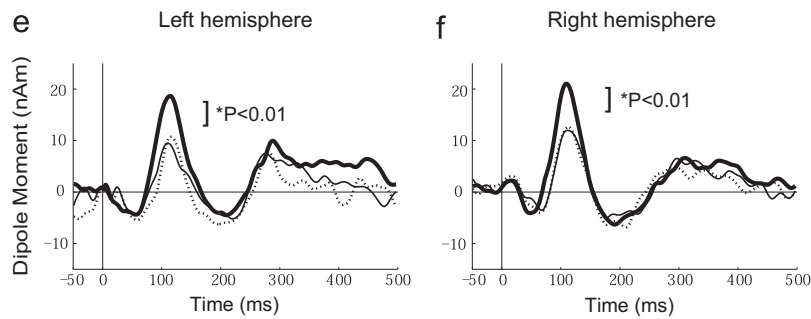 e
Left hemisphere
Dipole Moment (nAm)
20
10
0
−10
*P<0.01
−50 0 100 200 300 400 500
Time (ms)
f
Right hemisphere
20
10
0
−10
*P<0.01
−50 0 100 200 300 400 500
Time (ms)